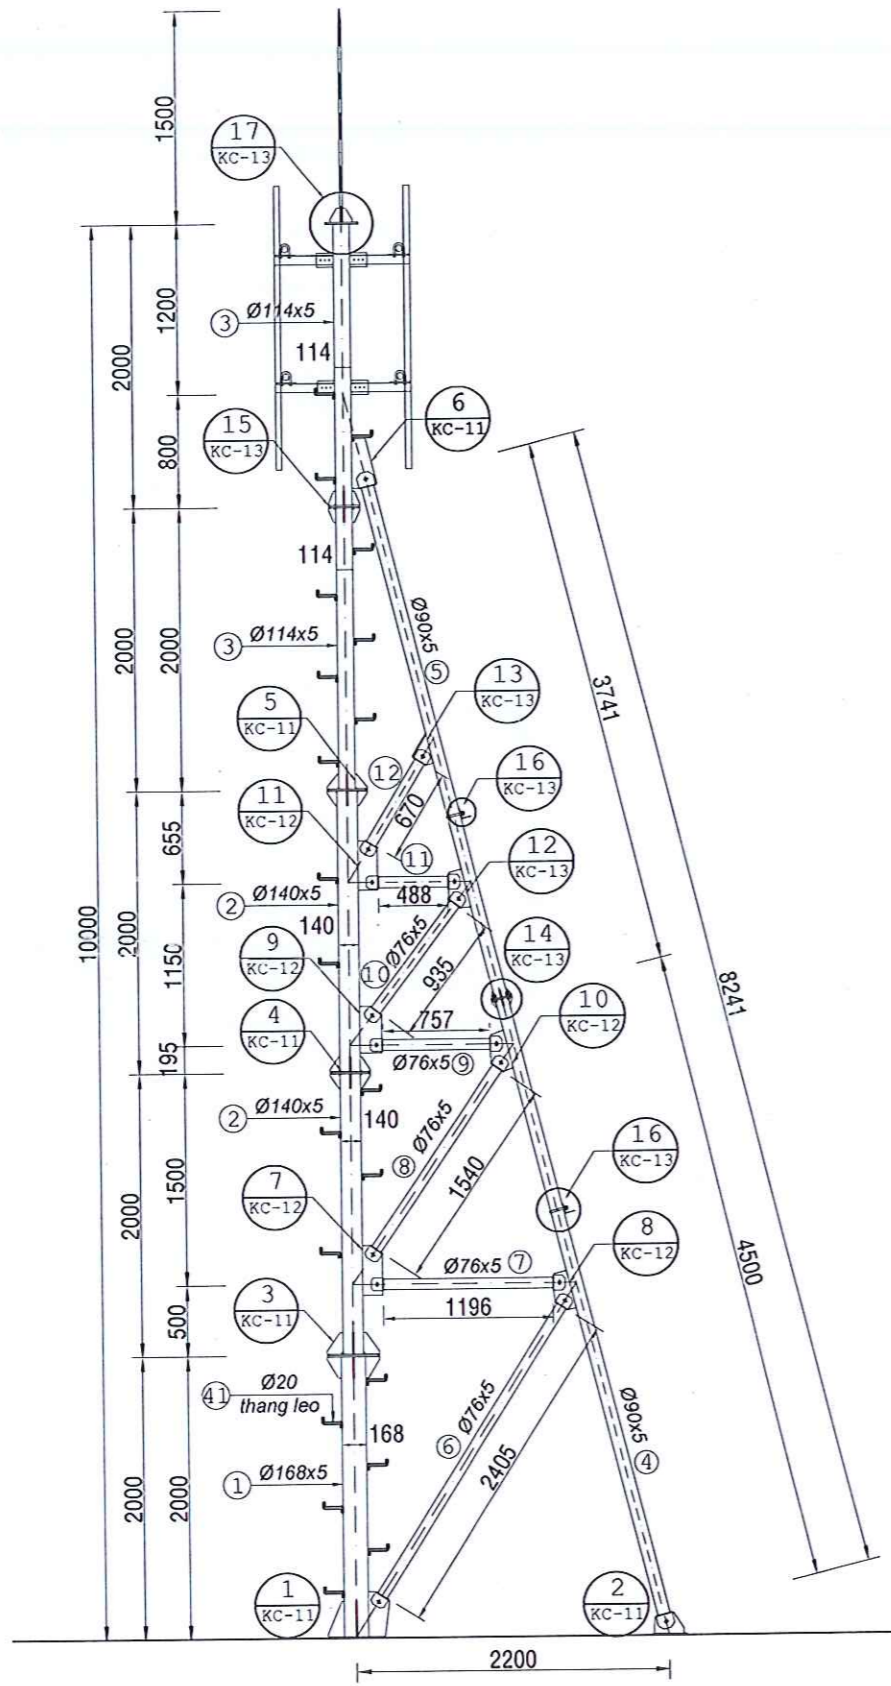 1500
17
KC-13
1200
Ø114x5
3
114
2000
6
KC-11
15
KC-13
800
114
Ø90x5
5
Ø114x5
3
2000
2000
3741
13
KC-13
5
KC-11
12
16
KC-13
670
11
KC-12
655
11
12
KC-13
488
Ø140x5
2
10000
2000
140
Ø76x5
14
KC-13
9
KC-12
10
935
1150
8241
757
10
KC-12
4
KC-11
195
Ø76x5
9
Ø140x5
2
140
Ø76x5
16
KC-13
8
1540
1500
2000
7
KC-12
8
KC-12
Ø76x5
7
4500
3
KC-11
1196
500
41
Ø20
thang leo
Ø76x5
Ø90x5
168
6
2405
4
1
Ø168x5
2000
2000
1
KC-11
2
KC-11
2200